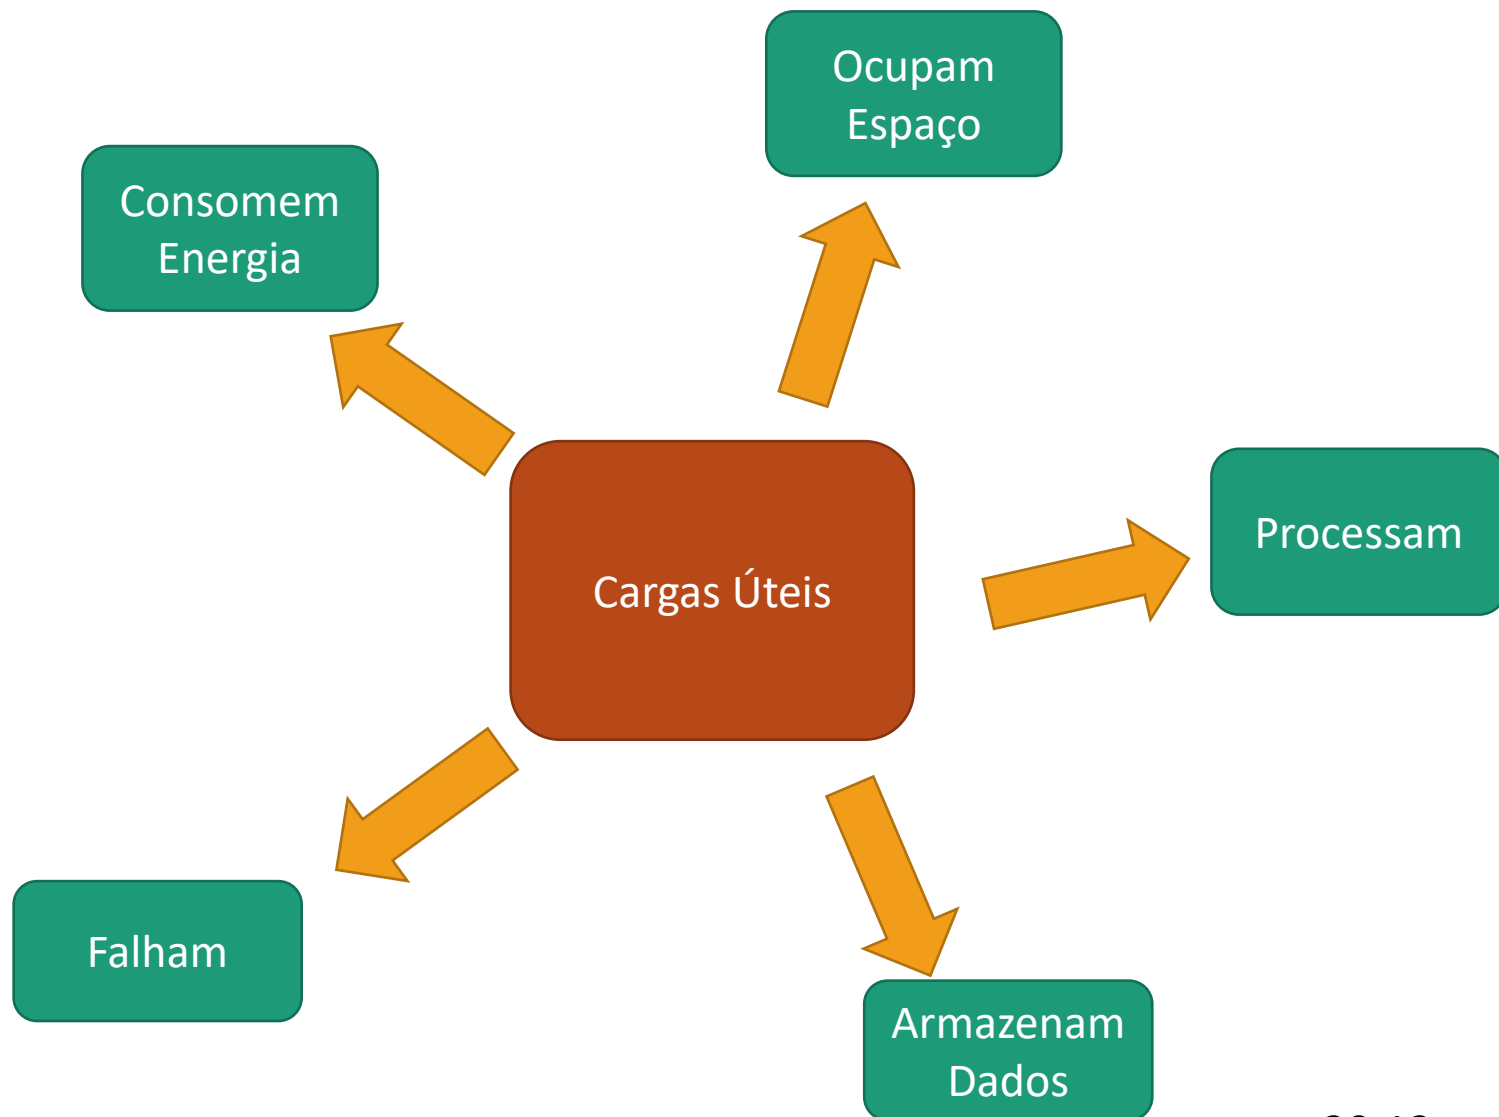 Ocupam
Espaço
Consomem
Energia
Processam
Cargas Úteis
Falham
Armazenam
Dados